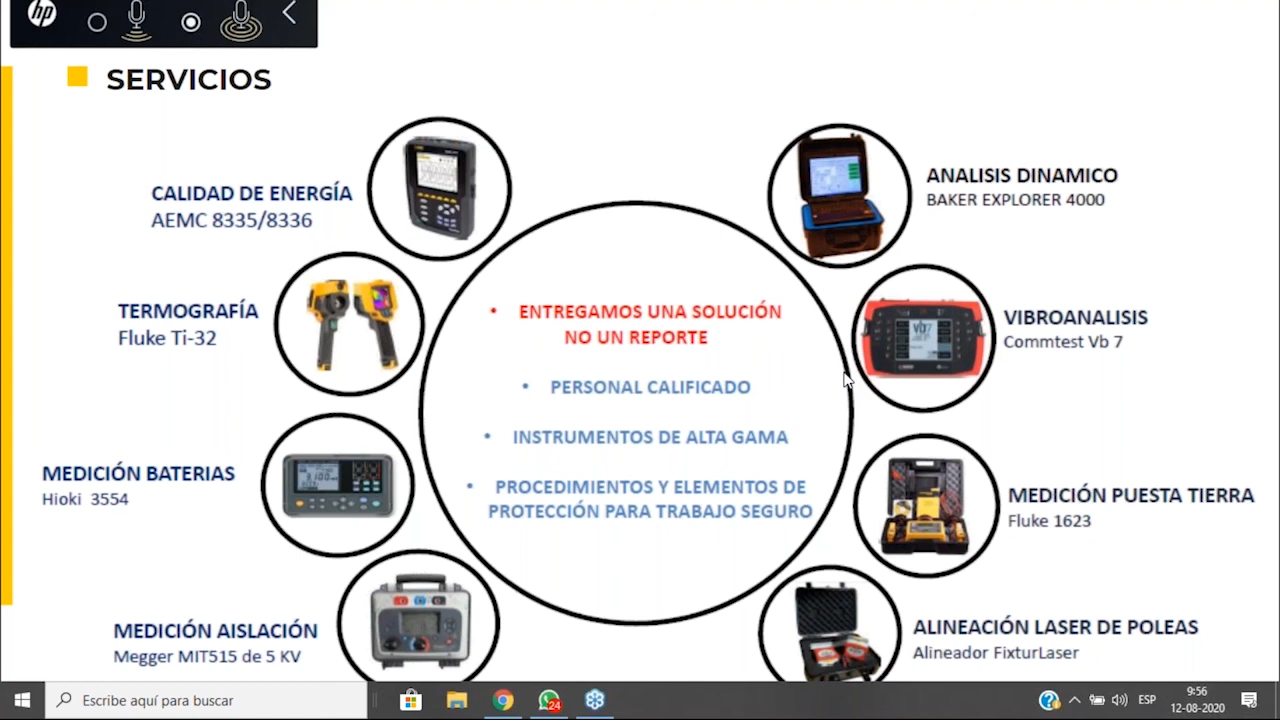 hp
SERVICIOS
CALIDAD DE ENERGÍA
AEMC 8335/8336
TERMOGRAFÍA
Fluke Ti-32
MEDICIÓN BATERIAS
Hioki 3554
MEDICIÓN AISLACIÓN
Megger MIT515 de 5 KV
• ENTREGAMOS UNA SOLUCIÓN
NO UN REPORTE
• PERSONAL CALIFICADO
• INSTRUMENTOS DE ALTA GAMA
• PROCEDIMIENTOS Y ELEMENTOS DE
PROTECCIÓN PARA TRABAJO SEGURO
ANALISIS DINAMICO
BAKER EXPLORER 4000
VIBROANALISIS
Commtest Vb 7
MEDICIÓN PUESTA TIERRA
Fluke 1623
ALINEACIÓN LASER DE POLEAS
Alineador FixturLaser
Escribe aquí para buscar
24
ESP
9:56
12-08-2020